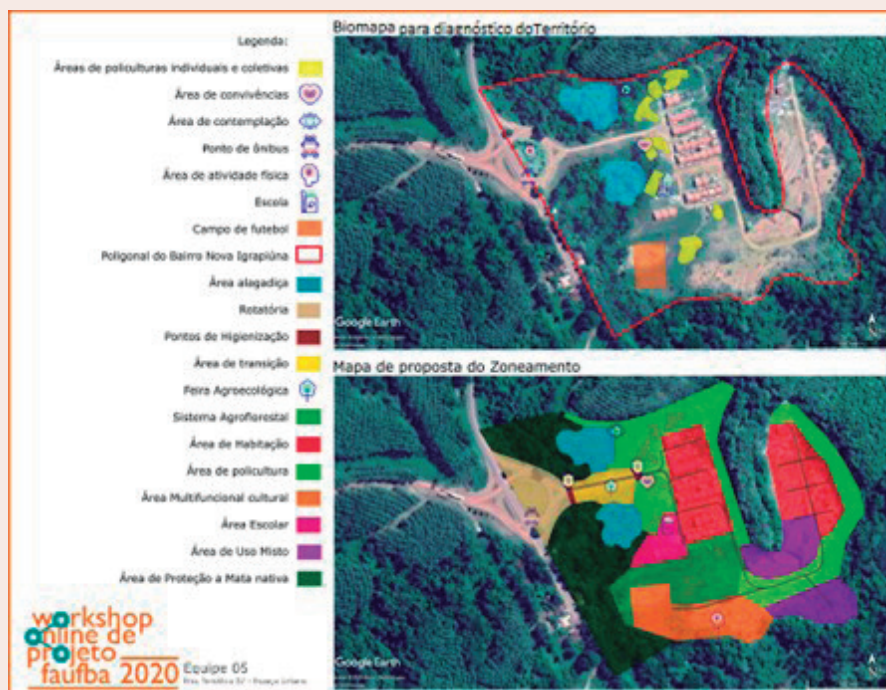 Legenda:
Áreas de policulturas individuais e coletivas
Área de convivências
Área de contemplação
Ponto de ônibus
Área de atividade física
Escola
Campo de futebol
Poligonal do Bairro Nova Igrapiúna
Área alagadiça
Rotatória
Pontos de Higienização
Área de transição
Feira Agroecológica
Sistema Agroflorestal
Área de Habitação
Área de policultura
Área Multifuncional cultural
Área Escolar
Área de Uso Misto
Área de Proteção a Mata nativa
workshop
online de
projeto
faufba 2020
Equipe 05
Biomapa para diagnóstico doTerritório
Google Earth
A
Mapa de proposta do Zoneamento
Google Earth
A